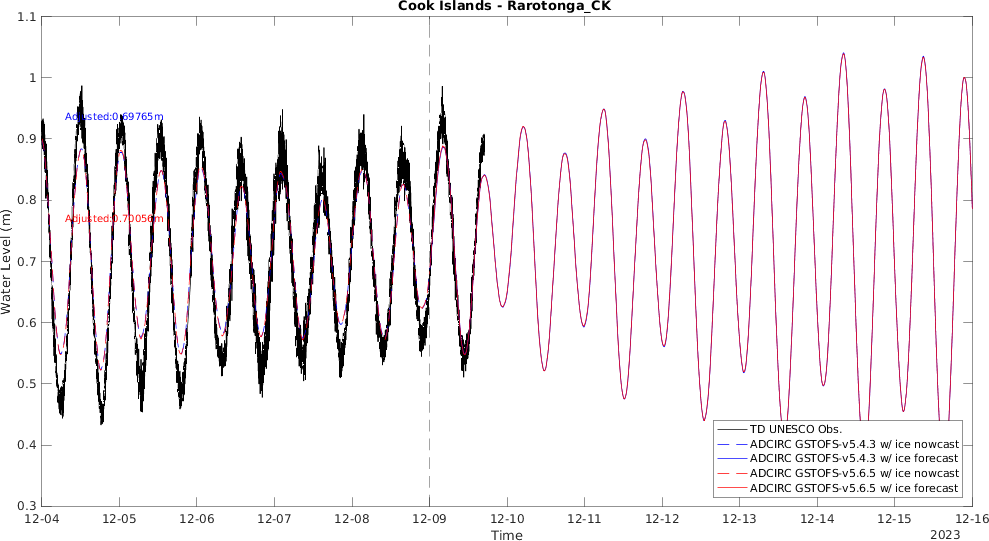 Cook Islands - Rarotonga_CK
1.1
1
0.9
0.8
0.7
0.6
0.5
0.4
0.3
Water Level (m)
Adjusted:0.69765m
Adjusted:0.70056m
TD UNESCO Obs.
ADCIRC GSTOFS-v5.4.3 w/ ice nowcast
ADCIRC GSTOFS-v5.4.3 w/ ice forecast
ADCIRC GSTOFS-v5.6.5 w/ ice nowcast
ADCIRC GSTOFS-v5.6.5 w/ ice forecast
12-04 12-05 12-06 12-07 12-08 12-09 12-10 12-11 12-12 12-13 12-14 12-15 12-16
Time
2023